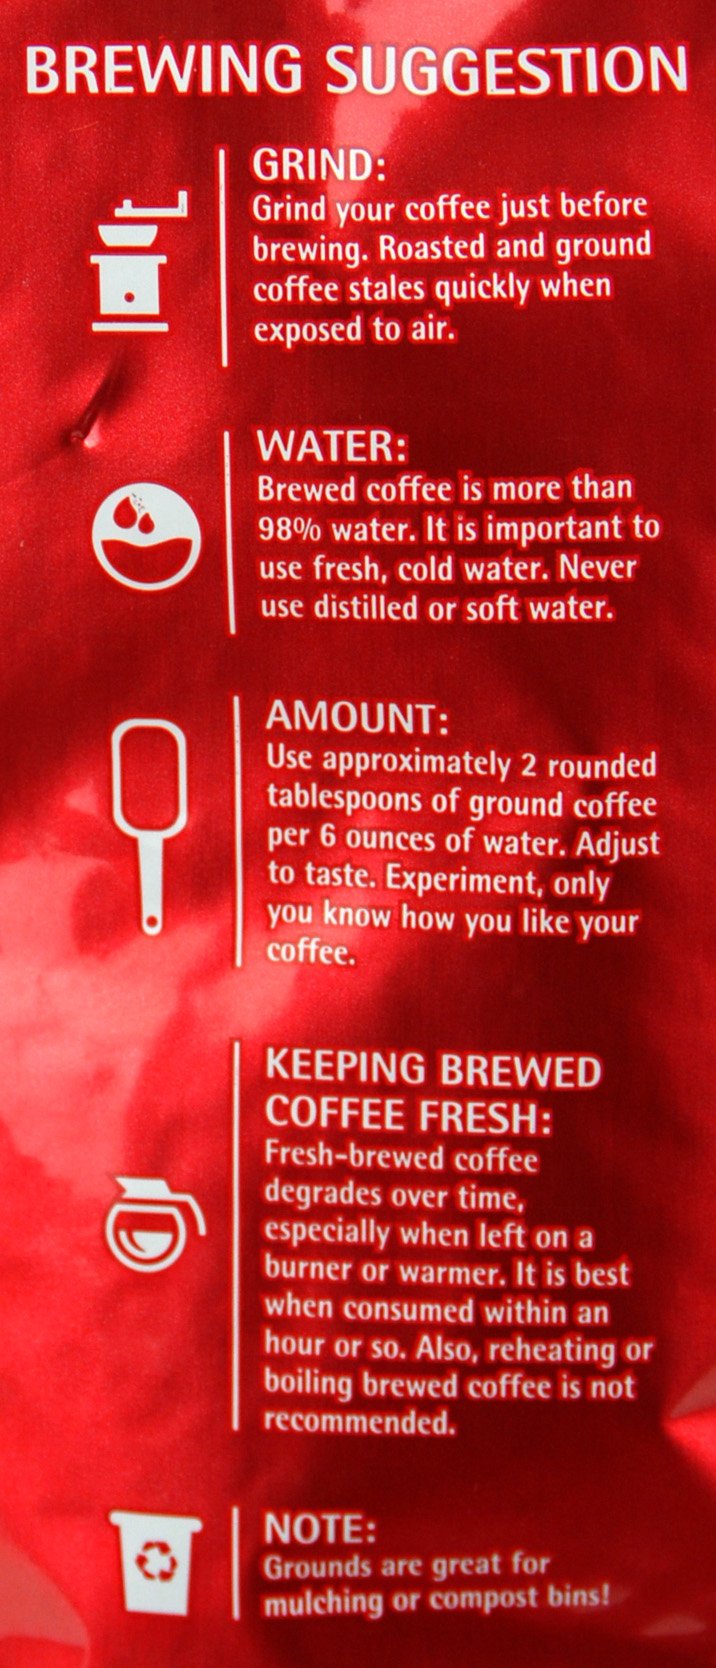 BREWING SUGGESTION
GRIND:
Grind your coffee just before
brewing. Roasted and ground
coffee stales quickly when
exposed to air.
WATER:
Brewed coffee is more than
98% water. It is important to
use fresh, cold water. Never
use distilled or soft water.
AMOUNT:
Use approximately 2 rounded
tablespoons of ground coffee
per 6 ounces of water. Adjust
to taste. Experiment, only
you know how you like your
coffee.
KEEPING BREWED
COFFEE FRESH:
Fresh-brewed coffee
degrades over time,
especially when left on a
burner or warmer. It is best
when consumed within an
hour or so. Also, reheating or
boiling brewed coffee is not
recommended.
NOTE:
Grounds are great for
mulching or compost bins!